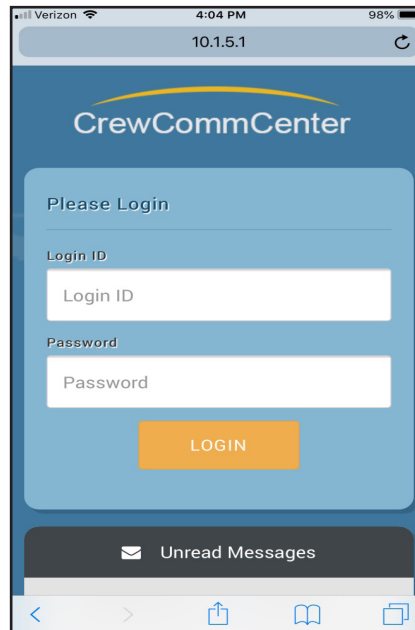 Verizon 4:04 PM 98%
10.1.5.1
CrewCommCenter
Please Login
Login ID
Login ID
Password
Password
LOGIN
Unread Messages